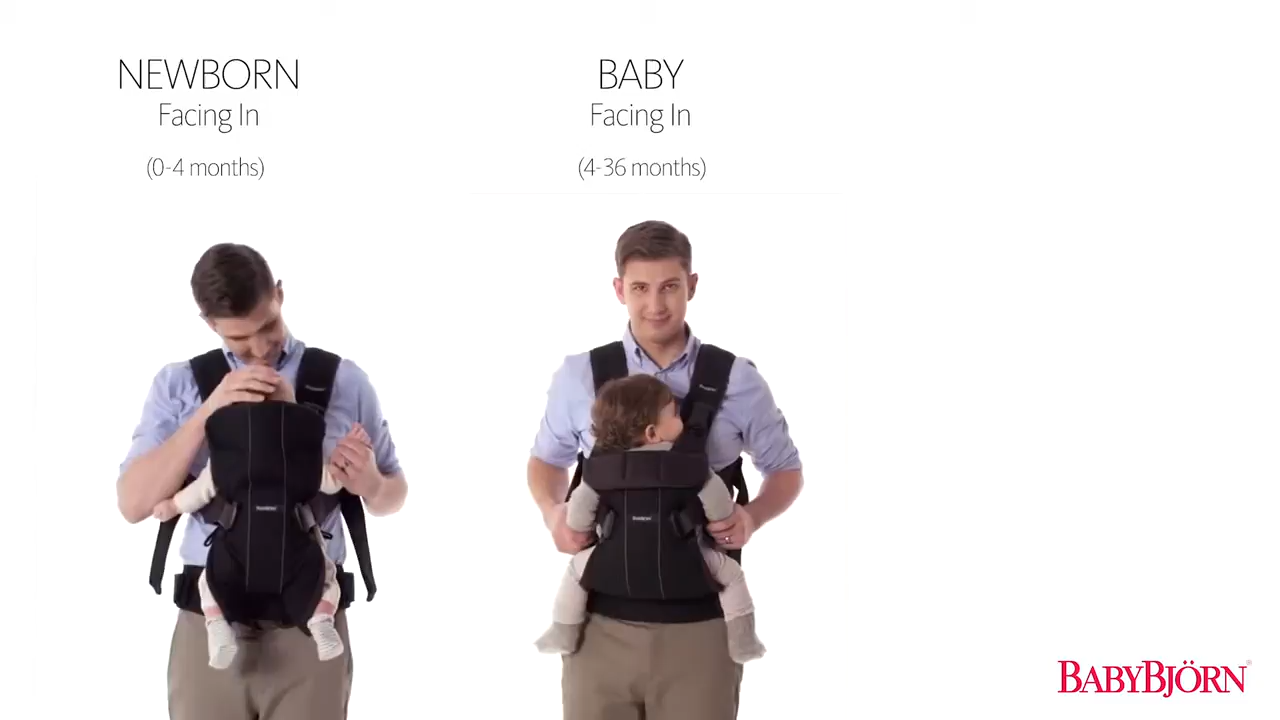 NEWBORN
Facing In
(0-4 months)
BABY
Facing In
(4-36 months)
BABYBJÖRN®